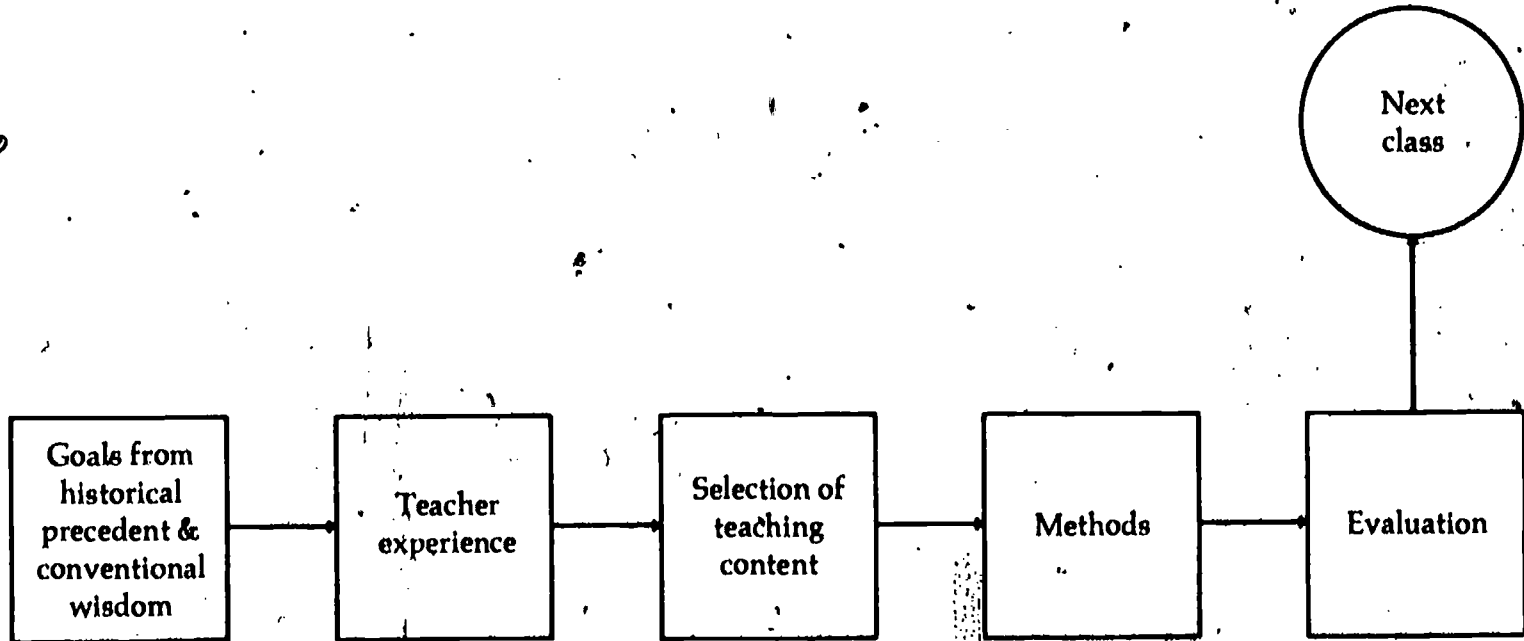 Next
class
Goals from
historical
precedent &
conventional
wisdom
Teacher
experience
Selection of
teaching
content
Methods
Evaluation